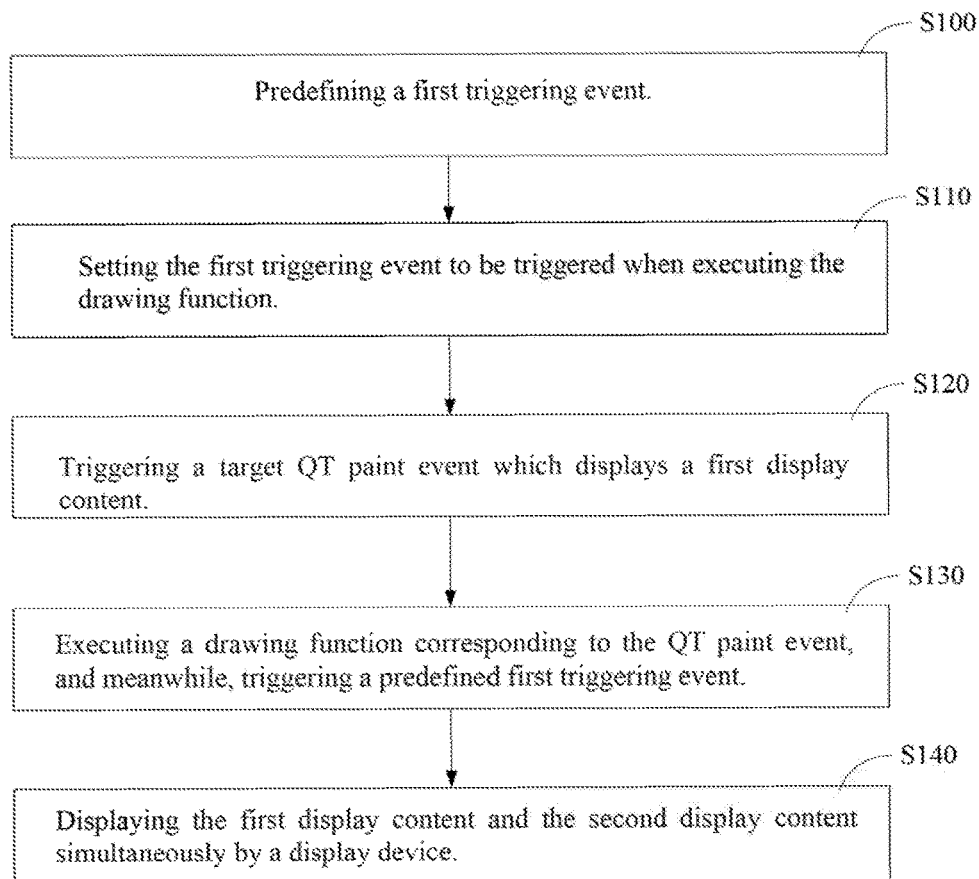 S100
Predefining a first triggering event.
S110
Setting the first triggering event to be triggered when executing the
drawing function.
S120
Triggering a target QT paint event which displays a first display
content.
S130
Executing a drawing function corresponding to the QT paint event,
and meanwhile, triggering a predefined first triggering event.
S140
Displaying the first display content and the second display content
simultaneously by a display device.